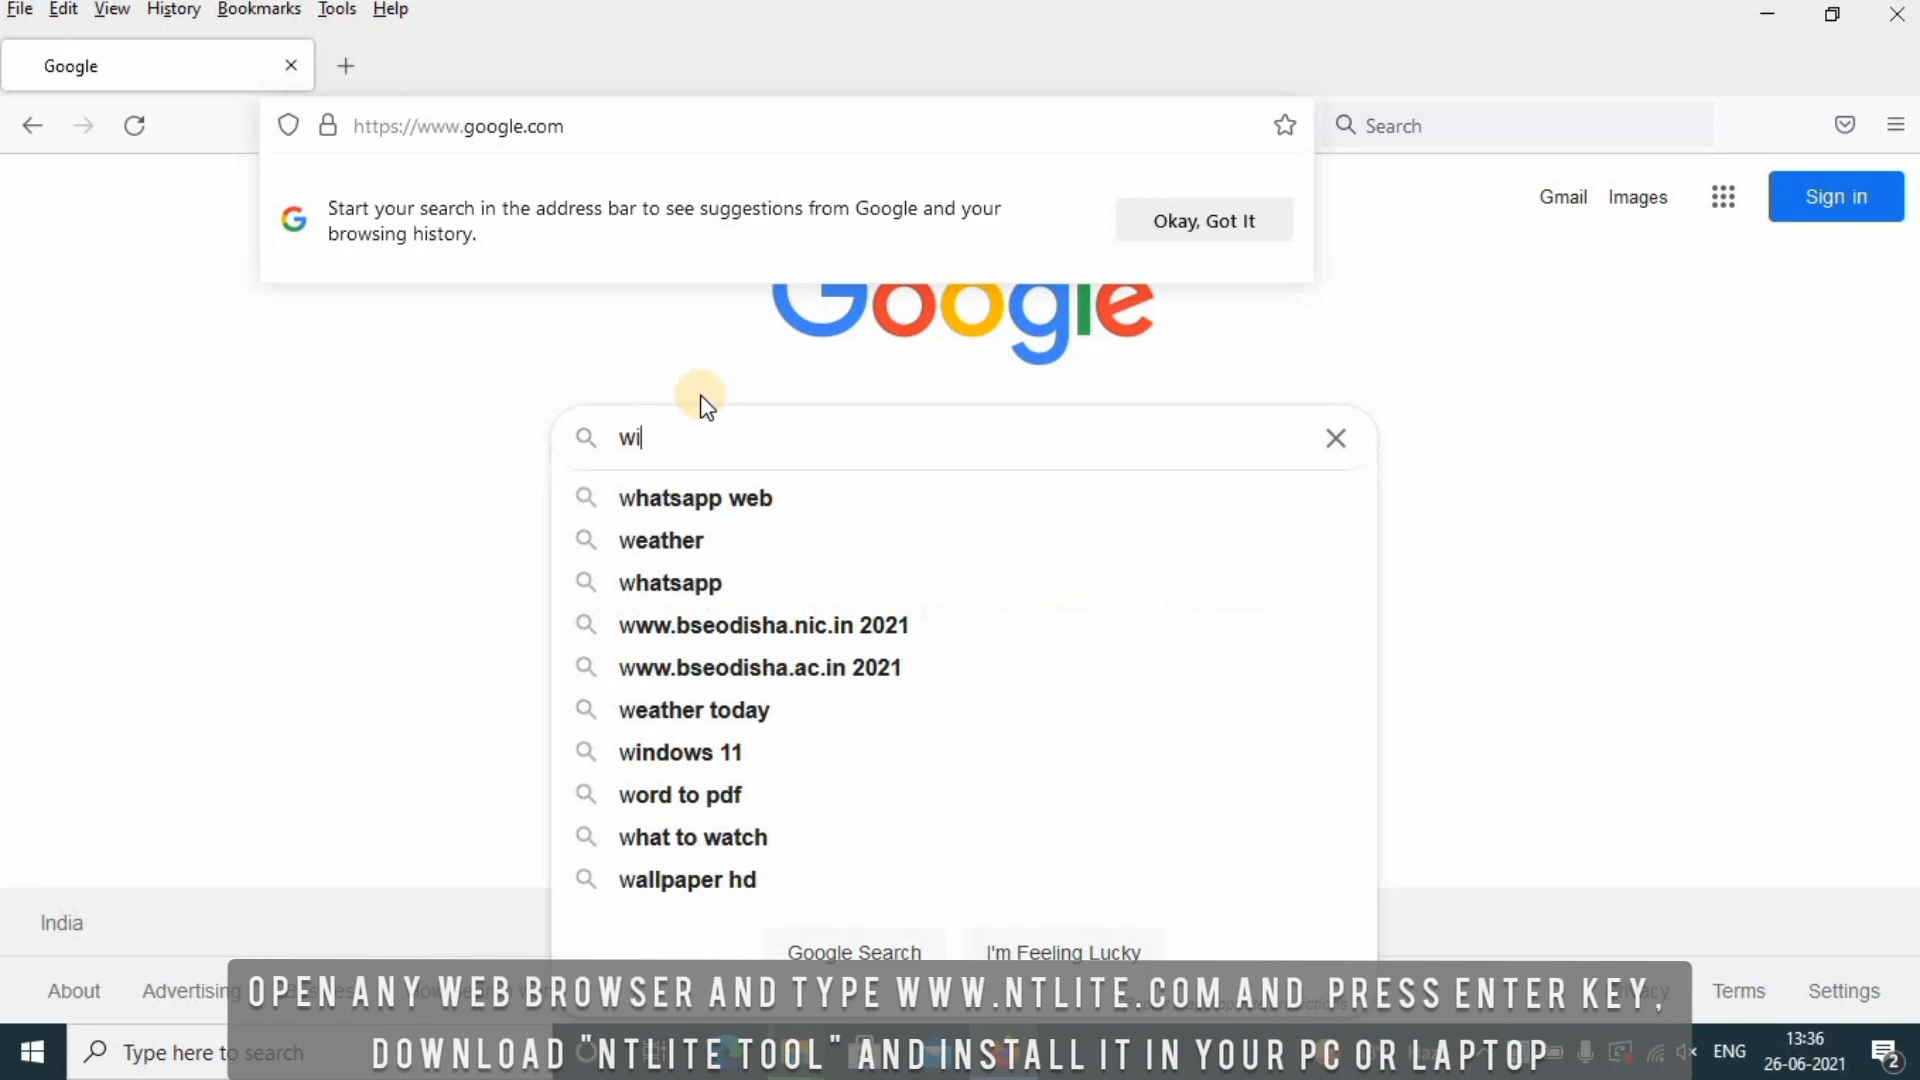 File Edit View History Bookmarks Tools Help
Google
https://www.google.com
Search
Start your search in the address bar to see suggestions from Google and your
browsing history.
Okay, Got It
Gmail Images
Sign in
Google
wi
whatsapp web
weather
whatsapp
www.bseodisha.nic.in 2021
www.bseodisha.ac.in 2021
weather today
windows 11
word to pdf
what to watch
wallpaper hd
India
Google Search I'm Feeling Lucky
About Advertising Terms Settings
OPEN ANY WEB BROWSER AND TYPE WWW.NTLITE.COM AND PRESS ENTER KEY,
DOWNLOAD "NTLITE TOOL" AND INSTALL IT IN YOUR PC OR LAPTOP
Type here to search
ENG
13:36
26-06-2021
2